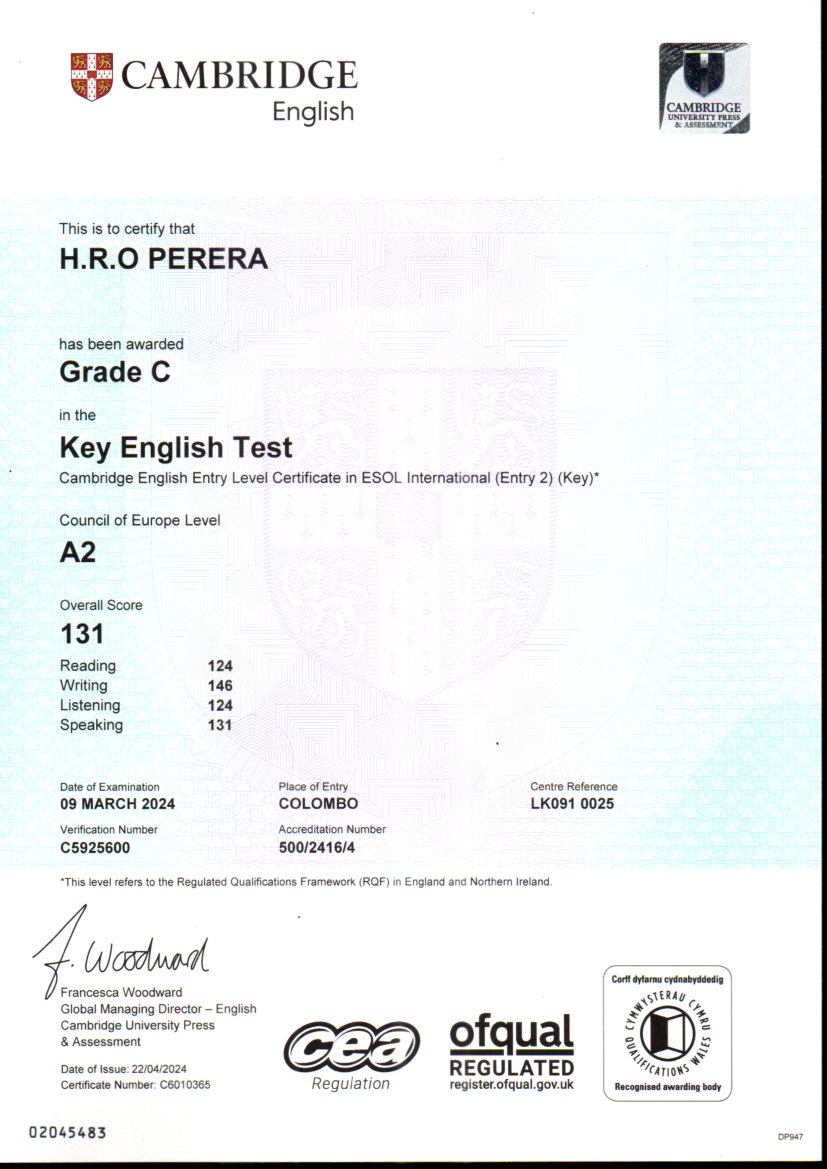 CAMBRIDGE
English
CAMBRIDGE
UNIVERSITY PRESS
& ASSESSMENT
This is to certify that
H.R.O PERERA
has been awarded
Grade C
in the
Key English Test
Cambridge English Entry Level Certificate in ESOL International (Entry 2) (Key)*
Council of Europe Level
A2
Overall Score
131
Reading 124
Writing 146
Listening 124
Speaking 131
Date of Examination Place of Entry Centre Reference
09 MARCH 2024 COLOMBO LK091 0025
Verification Number Accreditation Number
C5925600 500/2416/4
*This level refers to the Regulated Qualifications Framework (RQF) in England and Northern Ireland.
F. Woodward
Francesca Woodward
Global Managing Director – English
Cambridge University Press
& Assessment
Date of Issue: 22/04/2024
Certificate Number: C6010365
cea
Regulation
ofqual
REGULATED
register.ofqual.gov.uk
Corff dyfarnu cydnabyddedig
CYMWYSTERAU CYMRU
QUALIFICATIONS WALES
Recognised awarding body
02045483
DP947